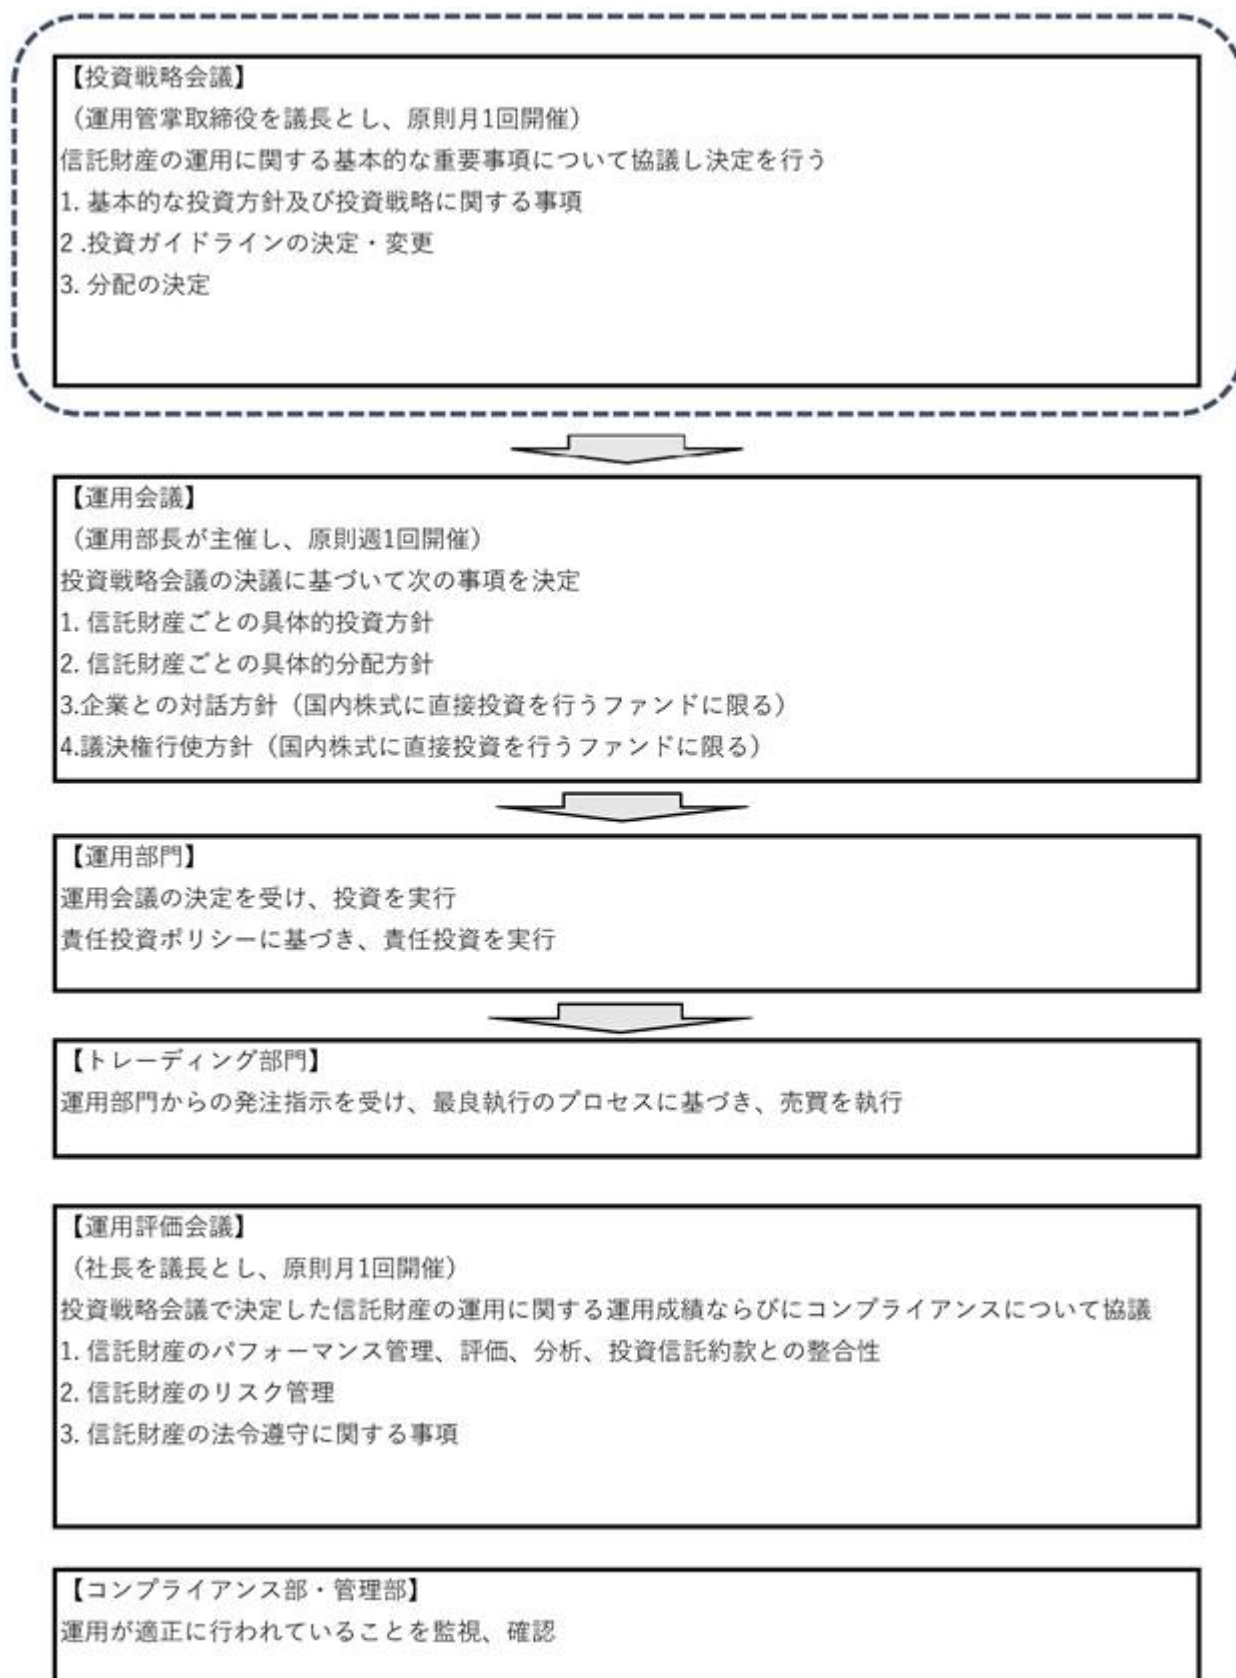 【投資戦略会議】
（運用管掌取締役を議長とし、原則月1回開催）
信託財産の運用に関する基本的な重要事項について協議し決定を行う
1. 基本的な投資方針及び投資戦略に関する事項
2 .投資ガイドラインの決定・変更
3. 分配の決定
【運用会議】
（運用部長が主催し、原則週1回開催）
投資戦略会議の決議に基づいて次の事項を決定
1. 信託財産ごとの具体的投資方針
2. 信託財産ごとの具体的分配方針
3.企業との対話方針（国内株式に直接投資を行うファンドに限る）
4.議決権行使方針（国内株式に直接投資を行うファンドに限る）
【運用部門】
運用会議の決定を受け、投資を実行
責任投資ポリシーに基づき、責任投資を実行
【トレーディング部門】
運用部門からの発注指示を受け、最良執行のプロセスに基づき、売買を執行
【運用評価会議】
（社長を議長とし、原則月1回開催）
投資戦略会議で決定した信託財産の運用に関する運用成績ならびにコンプライアンスについて協議
1. 信託財産のパフォーマンス管理、評価、分析、投資信託約款との整合性
2. 信託財産のリスク管理
3. 信託財産の法令遵守に関する事項
【コンプライアンス部・管理部】
運用が適正に行われていることを監視、確認